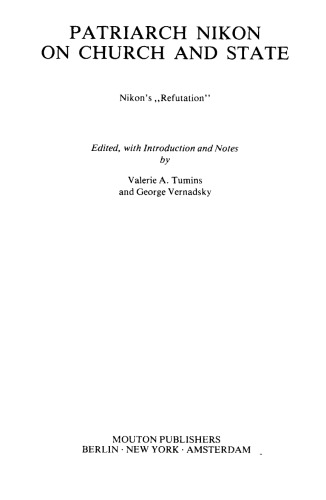 PATRIARCH NIKON
ON CHURCH AND STATE
Nikon's ,,Refutation"
Edited, with Introduction and Notes
by
Valerie A. Tumins
and George Vernadsky
MOUTON PUBLISHERS
BERLIN · NEW YORK · AMSTERDAM